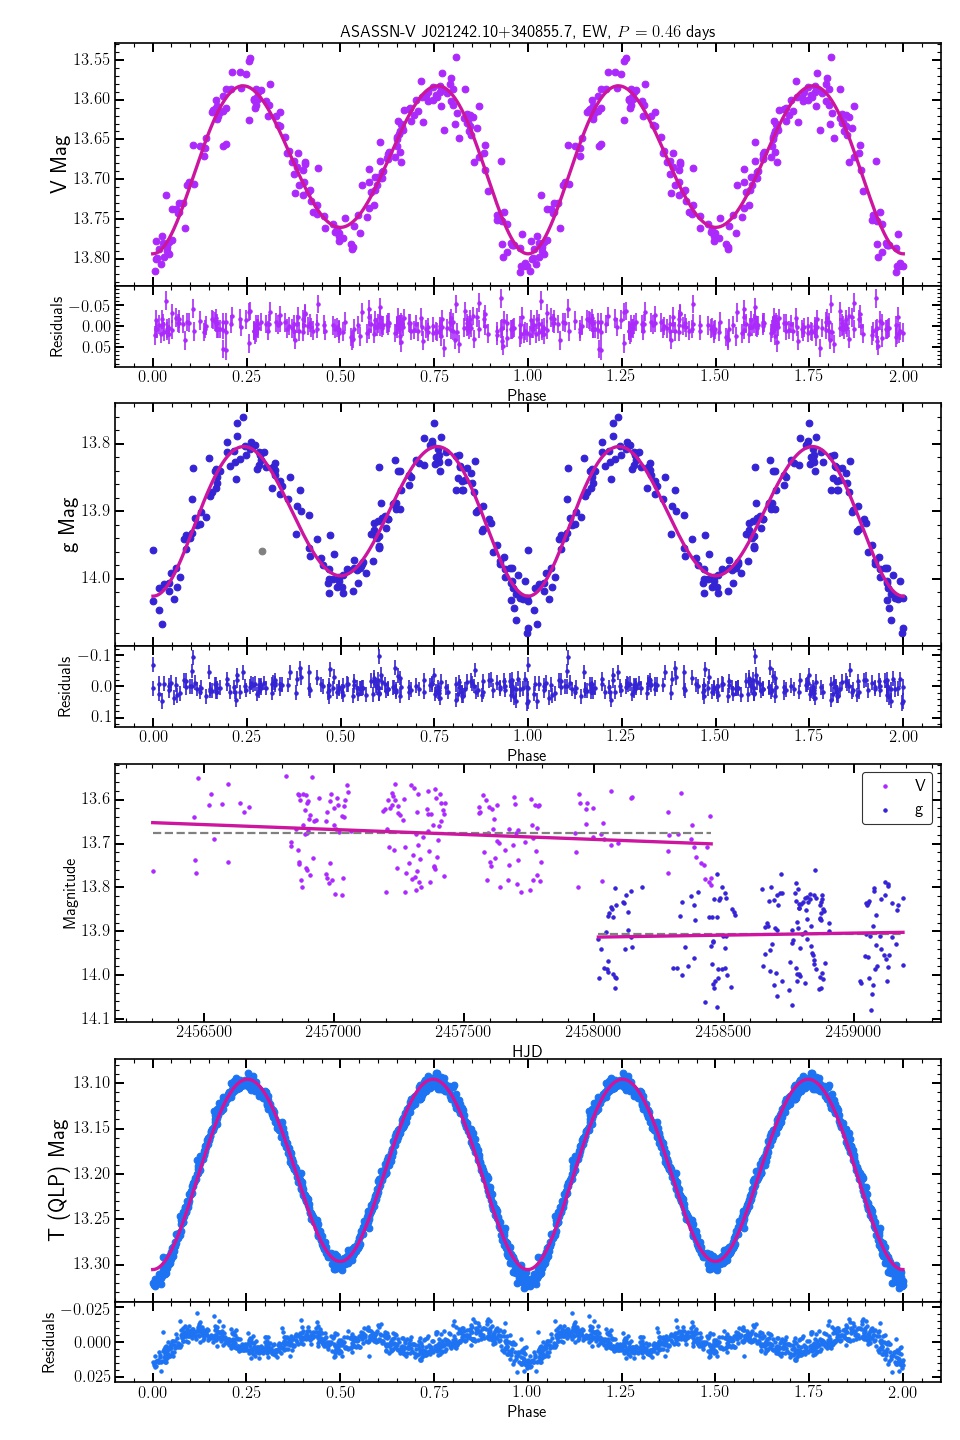 ASASSN-V J021242.10+340855.7, EW, P = 0.46 days
13.55
13.60
13.65
13.70
13.75
13.80
V Mag
−0.05
0.00
0.05
Residuals
0.00 0.25 0.50 0.75 1.00 1.25 1.50 1.75 2.00
Phase
13.8
13.9
14.0
g Mag
−0.1
0.0
0.1
Residuals
0.00 0.25 0.50 0.75 1.00 1.25 1.50 1.75 2.00
Phase
V
g
13.6
13.7
13.8
13.9
14.0
14.1
Magnitude
2456500 2457000 2457500 2458000 2458500 2459000
HJD
13.10
13.15
13.20
13.25
13.30
T (QLP) Mag
−0.025
0.000
0.025
Residuals
0.00 0.25 0.50 0.75 1.00 1.25 1.50 1.75 2.00
Phase